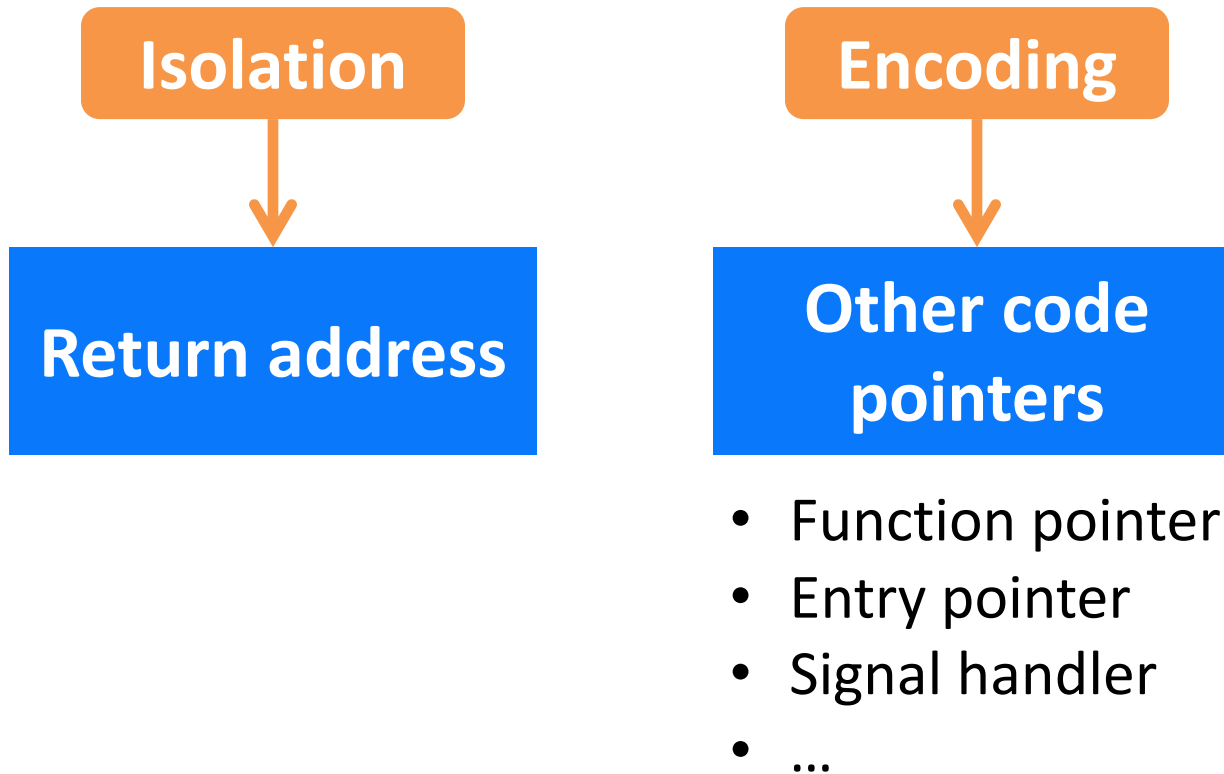 Isolation
Encoding
Return address
Other code
pointers
• Function pointer
• Entry pointer
• Signal handler
• …